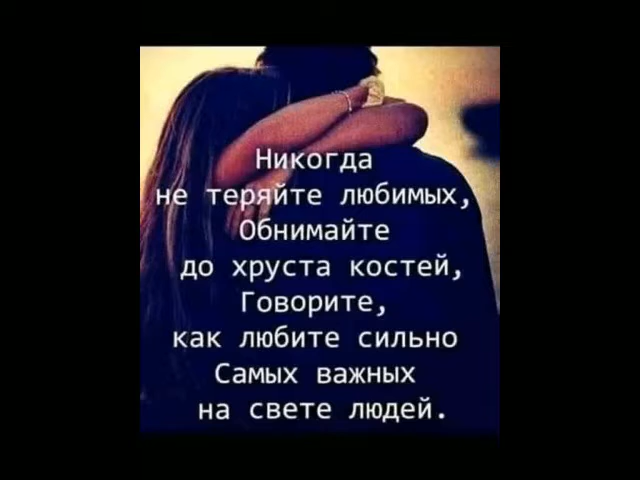 Никогда
не теряйте любимых,
Обнимайте
до хруста костей,
Говорите,
как любите сильно
Самых важных
на свете людей.